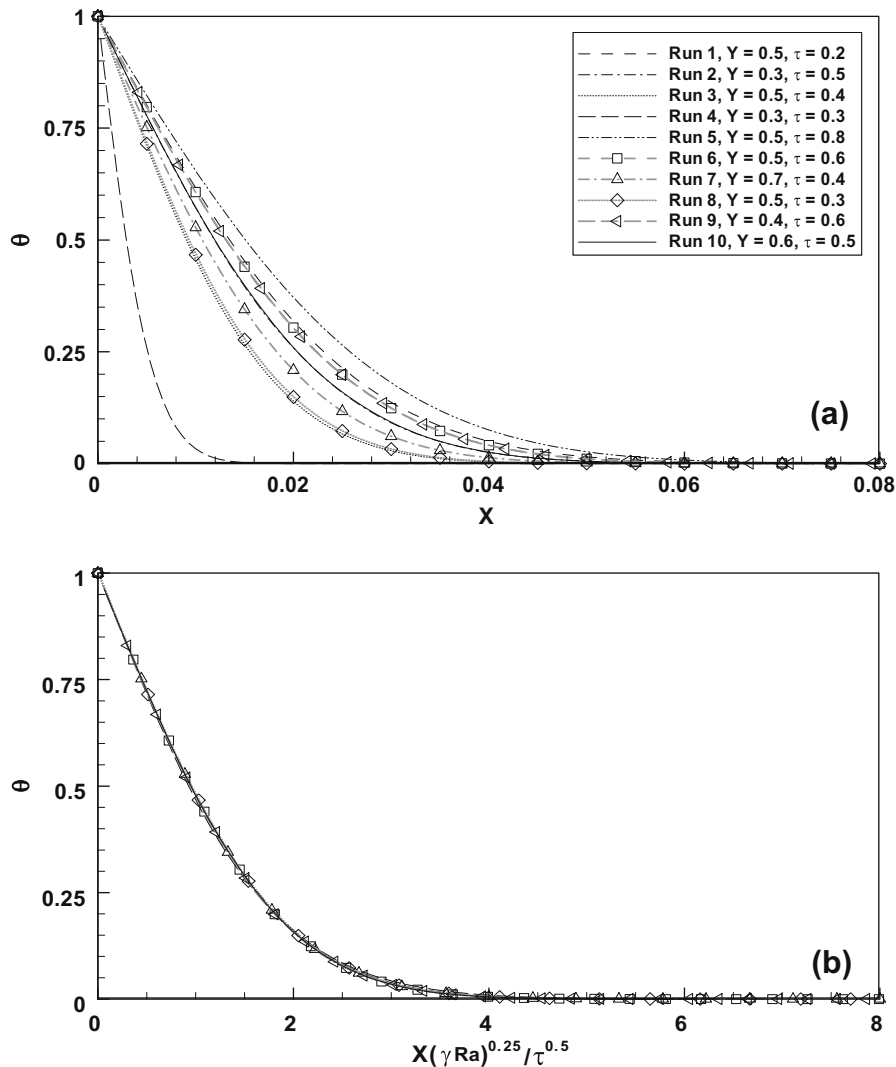 1
0.75
θ
0.5
0.25
0
0
0.02
0.04
0.06
0.08
X
Run 1, Y = 0.5, τ = 0.2
Run 2, Y = 0.3, τ = 0.5
Run 3, Y = 0.5, τ = 0.4
Run 4, Y = 0.3, τ = 0.3
Run 5, Y = 0.5, τ = 0.8
Run 6, Y = 0.5, τ = 0.6
Run 7, Y = 0.7, τ = 0.4
Run 8, Y = 0.5, τ = 0.3
Run 9, Y = 0.4, τ = 0.6
Run 10, Y = 0.6, τ = 0.5
(a)
1
0.75
θ
0.5
0.25
0
0
2
4
6
8
X(γRa)^0.25/τ^0.5
(b)